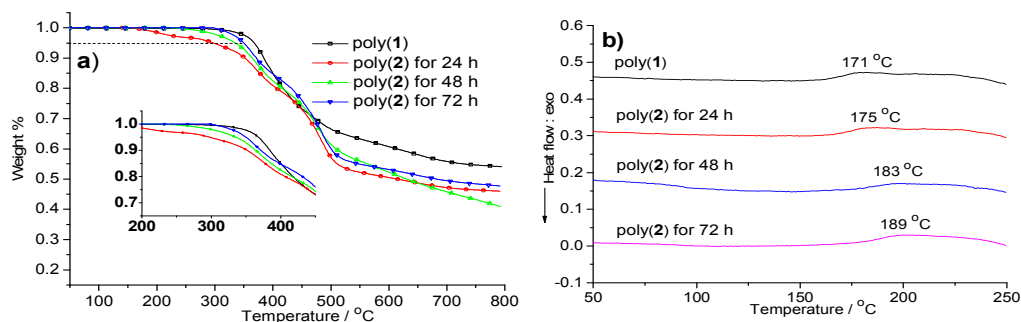 a)
poly(1)
poly(2) for 24 h
poly(2) for 48 h
poly(2) for 72 h
Weight %
1.0
0.9
0.8
0.7
0.6
0.5
0.4
0.3
0.2
1.0
0.9
0.8
0.7
200 300 400
100 200 300 400 500 600 700 800
Temperature / °C
b)
Heat flow : exo
0.6
0.5
0.4
0.3
0.2
0.1
0.0
-0.1
poly(1) 171 °C
poly(2) for 24 h 175 °C
poly(2) for 48 h 183 °C
poly(2) for 72 h 189 °C
50 100 150 200 250
Temperature / °C